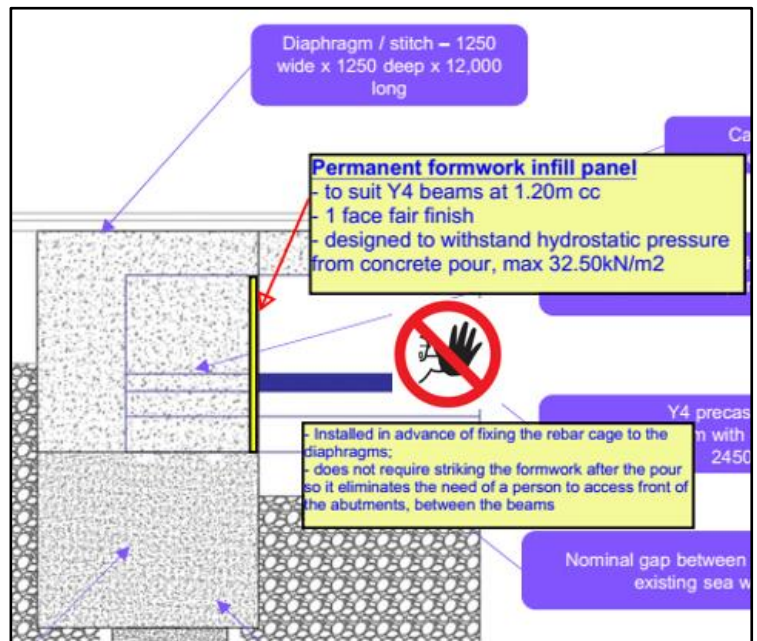 Diaphragm / stitch – 1250
wide x 1250 deep x 12,000
long
Ca
Permanent formwork infill panel
- to suit Y4 beams at 1.20m cc
- 1 face fair finish
- designed to withstand hydrostatic pressure
from concrete pour, max 32.50kN/m2
Y4 precas
m with
2450
- Installed in advance of fixing the rebar cage to the
diaphragms;
- does not require striking the formwork after the pour
so it eliminates the need of a person to access front of
the abutments, between the beams
Nominal gap between
existing sea w